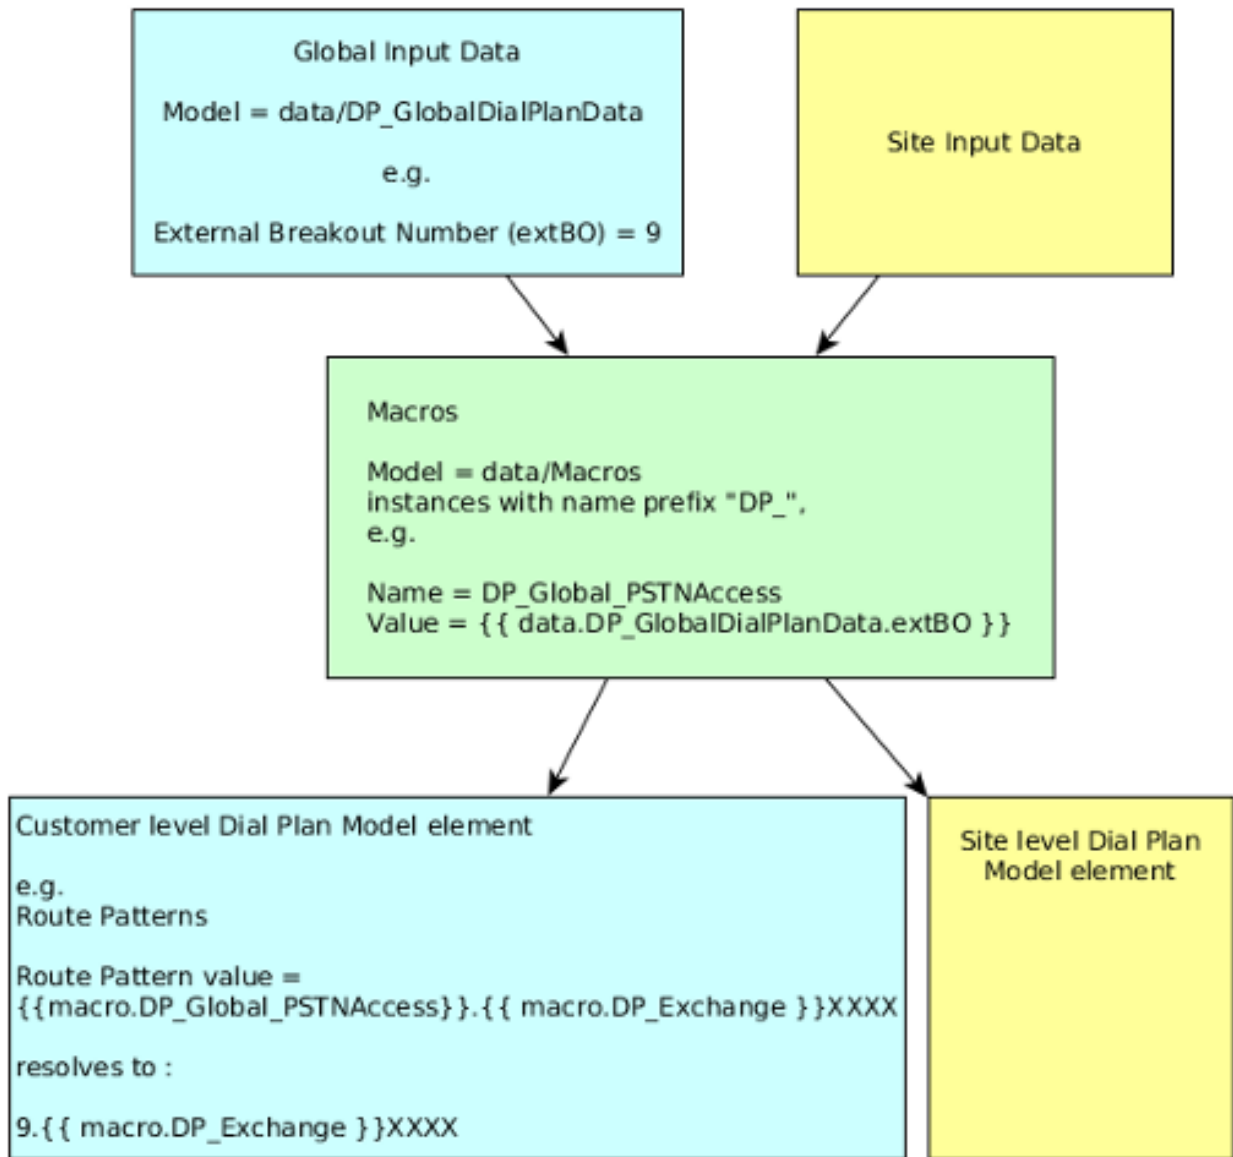 Global Input Data
Model = data/DP_GlobalDialPlanData
e.g.
External Breakout Number (extBO) = 9
Site Input Data
Macros
Model = data/Macros
instances with name prefix "DP_",
e.g.
Name = DP_Global_PSTNAccess
Value = {{ data.DP_GlobalDialPlanData.extBO }}
Customer level Dial Plan Model element
e.g.
Route Patterns
Route Pattern value =
{{macro.DP_Global_PSTNAccess}}.{{ macro.DP_Exchange }}XXXX
resolves to :
9.{{ macro.DP_Exchange }}XXXX
Site level Dial Plan
Model element